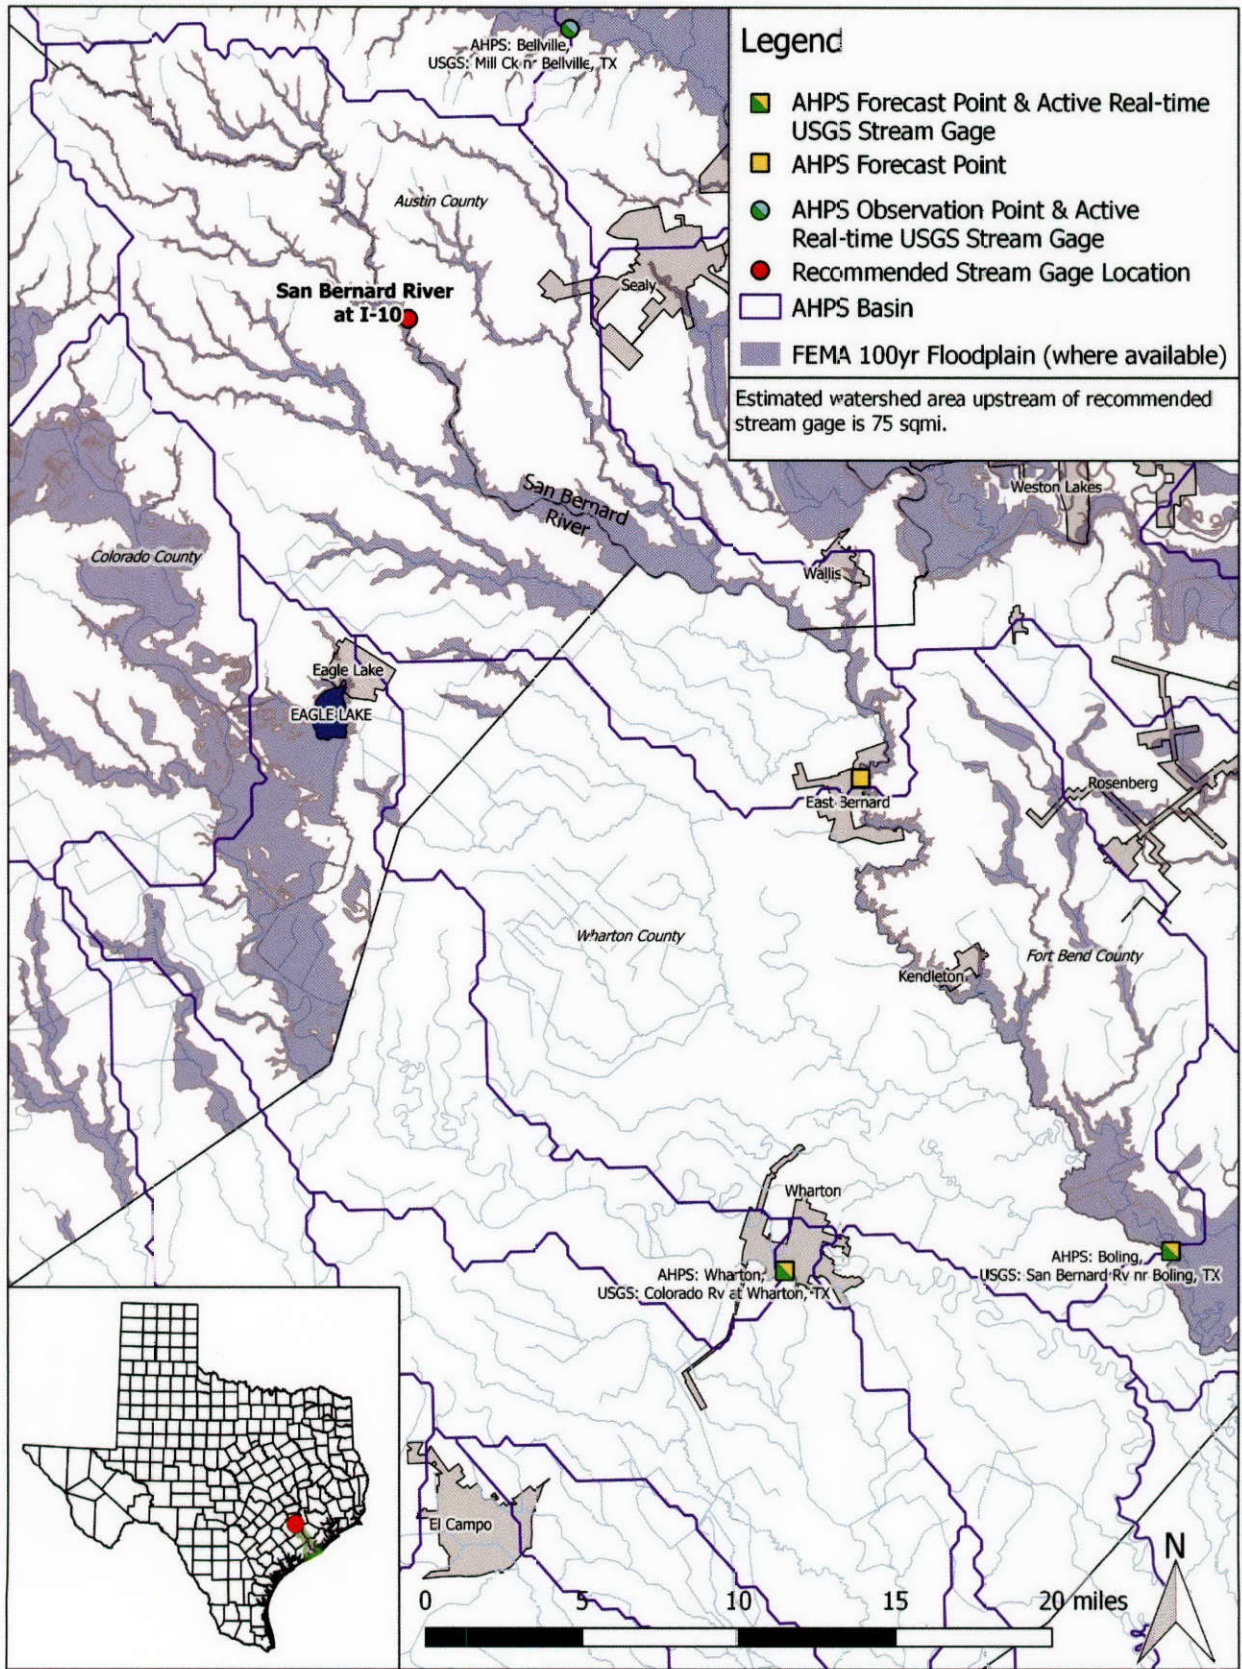 AHPS: Bellville,
USGS: Mill Ck nr Bellville, TX
Legend
AHPS Forecast Point & Active Real-time
USGS Stream Gage
AHPS Forecast Point
AHPS Observation Point & Active
Real-time USGS Stream Gage
Recommended Stream Gage Location
AHPS Basin
FEMA 100yr Floodplain (where available)
Estimated watershed area upstream of recommended
stream gage is 75 sqmi.
Austin County
Sealy
San Bernard River
at I-10
San Bernard
River
Weston Lakes
Colorado County
Wallis
Eagle Lake
EAGLE LAKE
East Bernard
Rosenberg
Wharton County
Kendleton
Fort Bend County
Wharton
AHPS: Wharton,
USGS: Colorado Rv at Wharton, TX
AHPS: Boling,
USGS: San Bernard Rv nr Boling, TX
El Campo
0 5 10 15 20 miles
N